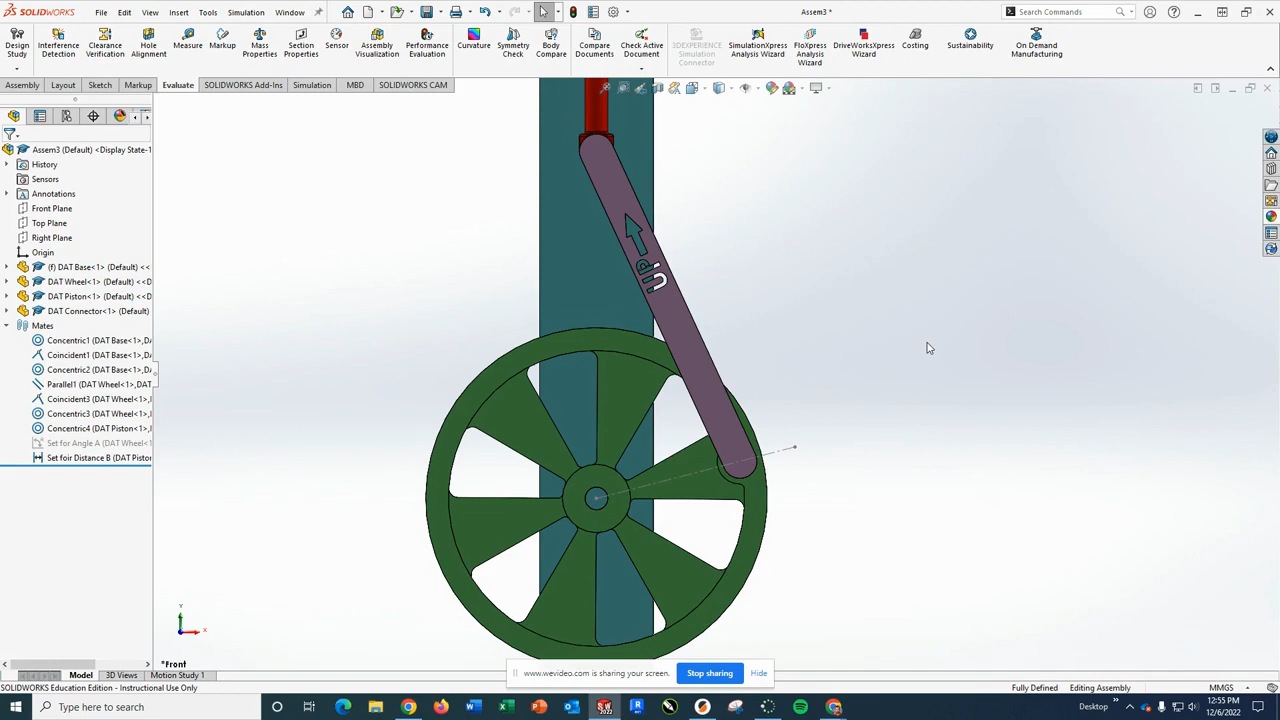 SOLIDWORKS File Edit View Insert Tools Simulation Window Assem3 * Search Commands
Design Study Interference Detection Clearance Verification Hole Alignment Measure Markup Mass Properties Section Properties Sensor Assembly Visualization Performance Evaluation Curvature Symmetry Check Body Compare Compare Documents Check Active Document 3DEXPERIENCE Simulation Connector SimulationXpress Analysis Wizard FloXpress Analysis Wizard DriveWorksXpress Wizard Costing Sustainability On Demand Manufacturing
Assembly Layout Sketch Markup Evaluate SOLIDWORKS Add-Ins Simulation MBD SOLIDWORKS CAM
Assem3 (Default) <Display State-1
History
Sensors
Annotations
Front Plane
Top Plane
Right Plane
Origin
(f) DAT Base<1> (Default) <<
DAT Wheel<1> (Default) <<D
DAT Piston<1> (Default) <<D
DAT Connector<1> (Default)
Mates
Concentric1 (DAT Base<1>,DA
Coincident1 (DAT Base<1>,DA
Concentric2 (DAT Base<1>,DA
Parallel1 (DAT Wheel<1>,DAT
Coincident3 (DAT Wheel<1>,
Concentric3 (DAT Wheel<1>,
Concentric4 (DAT Piston<1>,
Set for Angle A (DAT Wheel<
Set foir Distance B (DAT Pistor
Up
Y
X
*Front
www.wevideo.com is sharing your screen. Stop sharing Hide
Model 3D Views Motion Study 1
SOLIDWORKS Education Edition - Instructional Use Only Fully Defined Editing Assembly MMGS
Type here to search Desktop 12:55 PM
12/6/2022